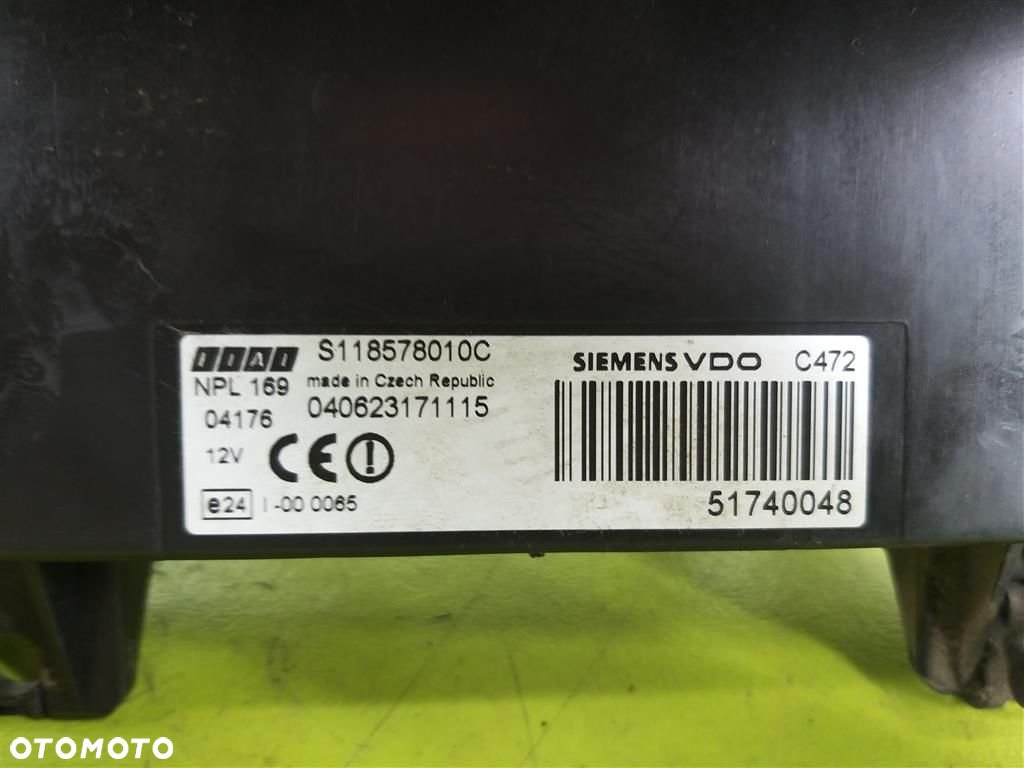 FIAT S118578010C SIEMENS VDO C472
NPL 169 made in Czech Republic
04176 040623171115
12V CE
e24 I-00 0065 51740048
OTOMOTO